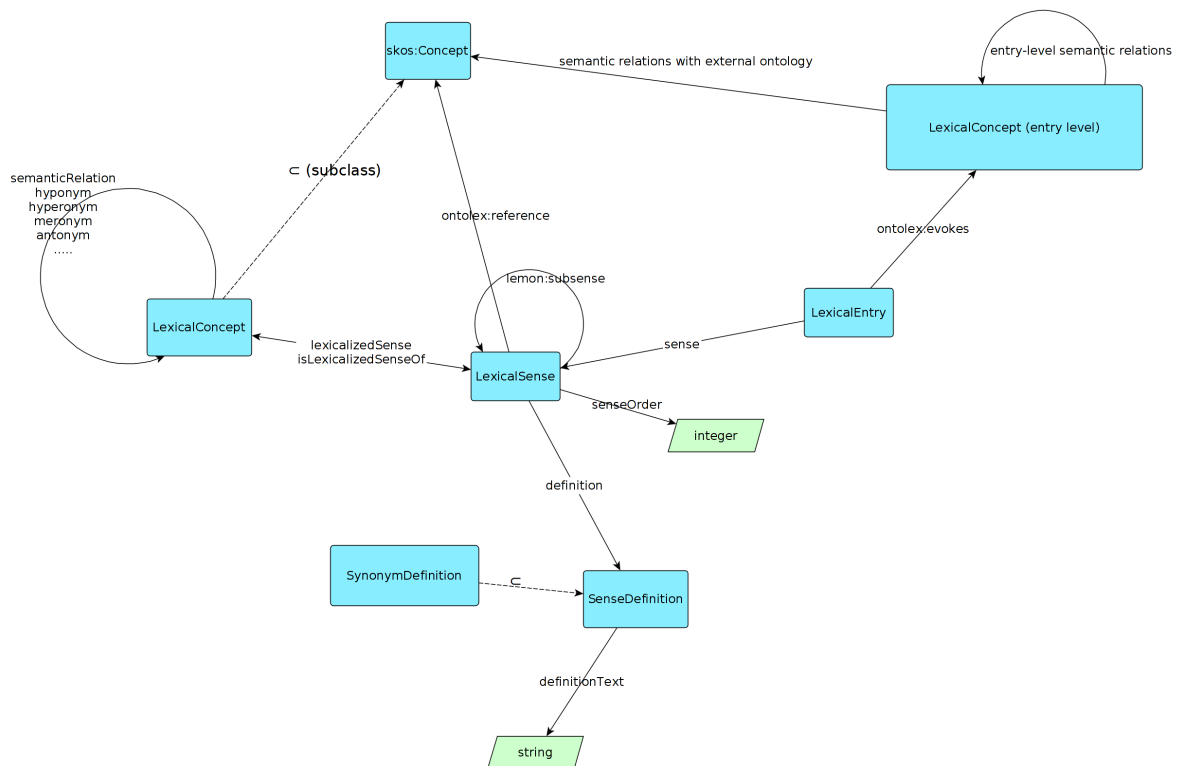 skos:Concept
entry-level semantic relations
semantic relations with external ontology
LexicalConcept (entry level)
⊂ (subclass)
semanticRelation
hyponym
hyperonym
meronym
antonym
.....
ontolex:reference
ontolex:evokes
lemon:subsense
LexicalEntry
LexicalConcept
lexicalizedSense
isLexicalizedSenseOf
sense
LexicalSense
senseOrder
integer
definition
SynonymDefinition
⊂
SenseDefinition
definitionText
string